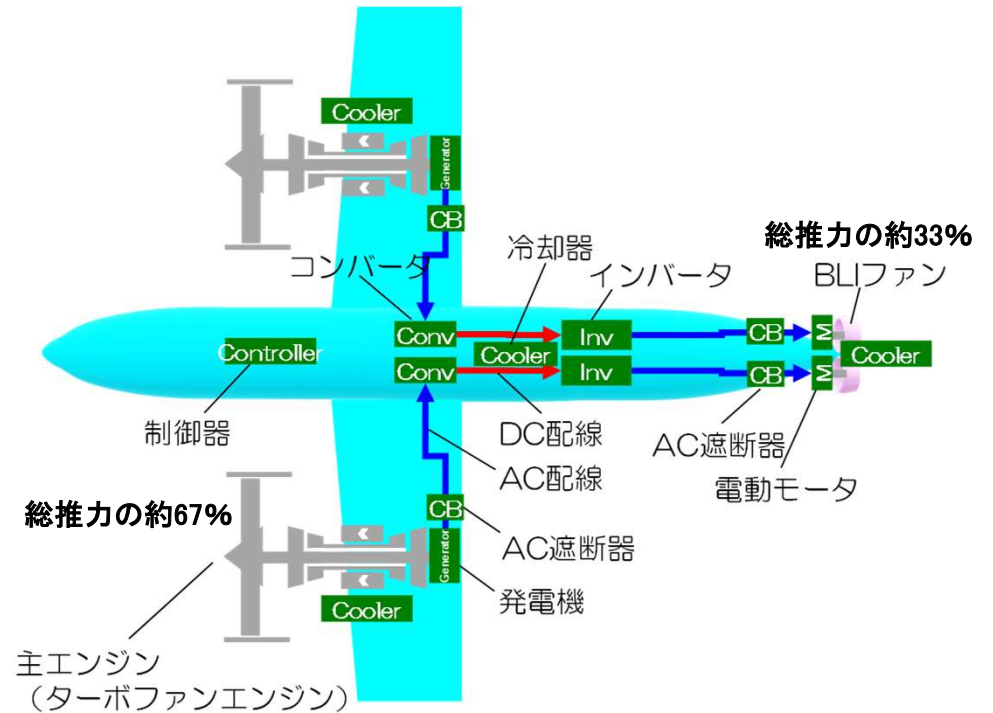 Cooler
Generator
CB
総推力の約33%
冷却器
コンバータ
インバータ
BLIファン
Conv
Inv
CB
M
Controller
Cooler
Cooler
Conv
Inv
CB
M
制御器
DC配線
AC遮断器
AC配線
電動モータ
総推力の約67%
CB
AC遮断器
Generator
発電機
Cooler
主エンジン
（ターボファンエンジン）